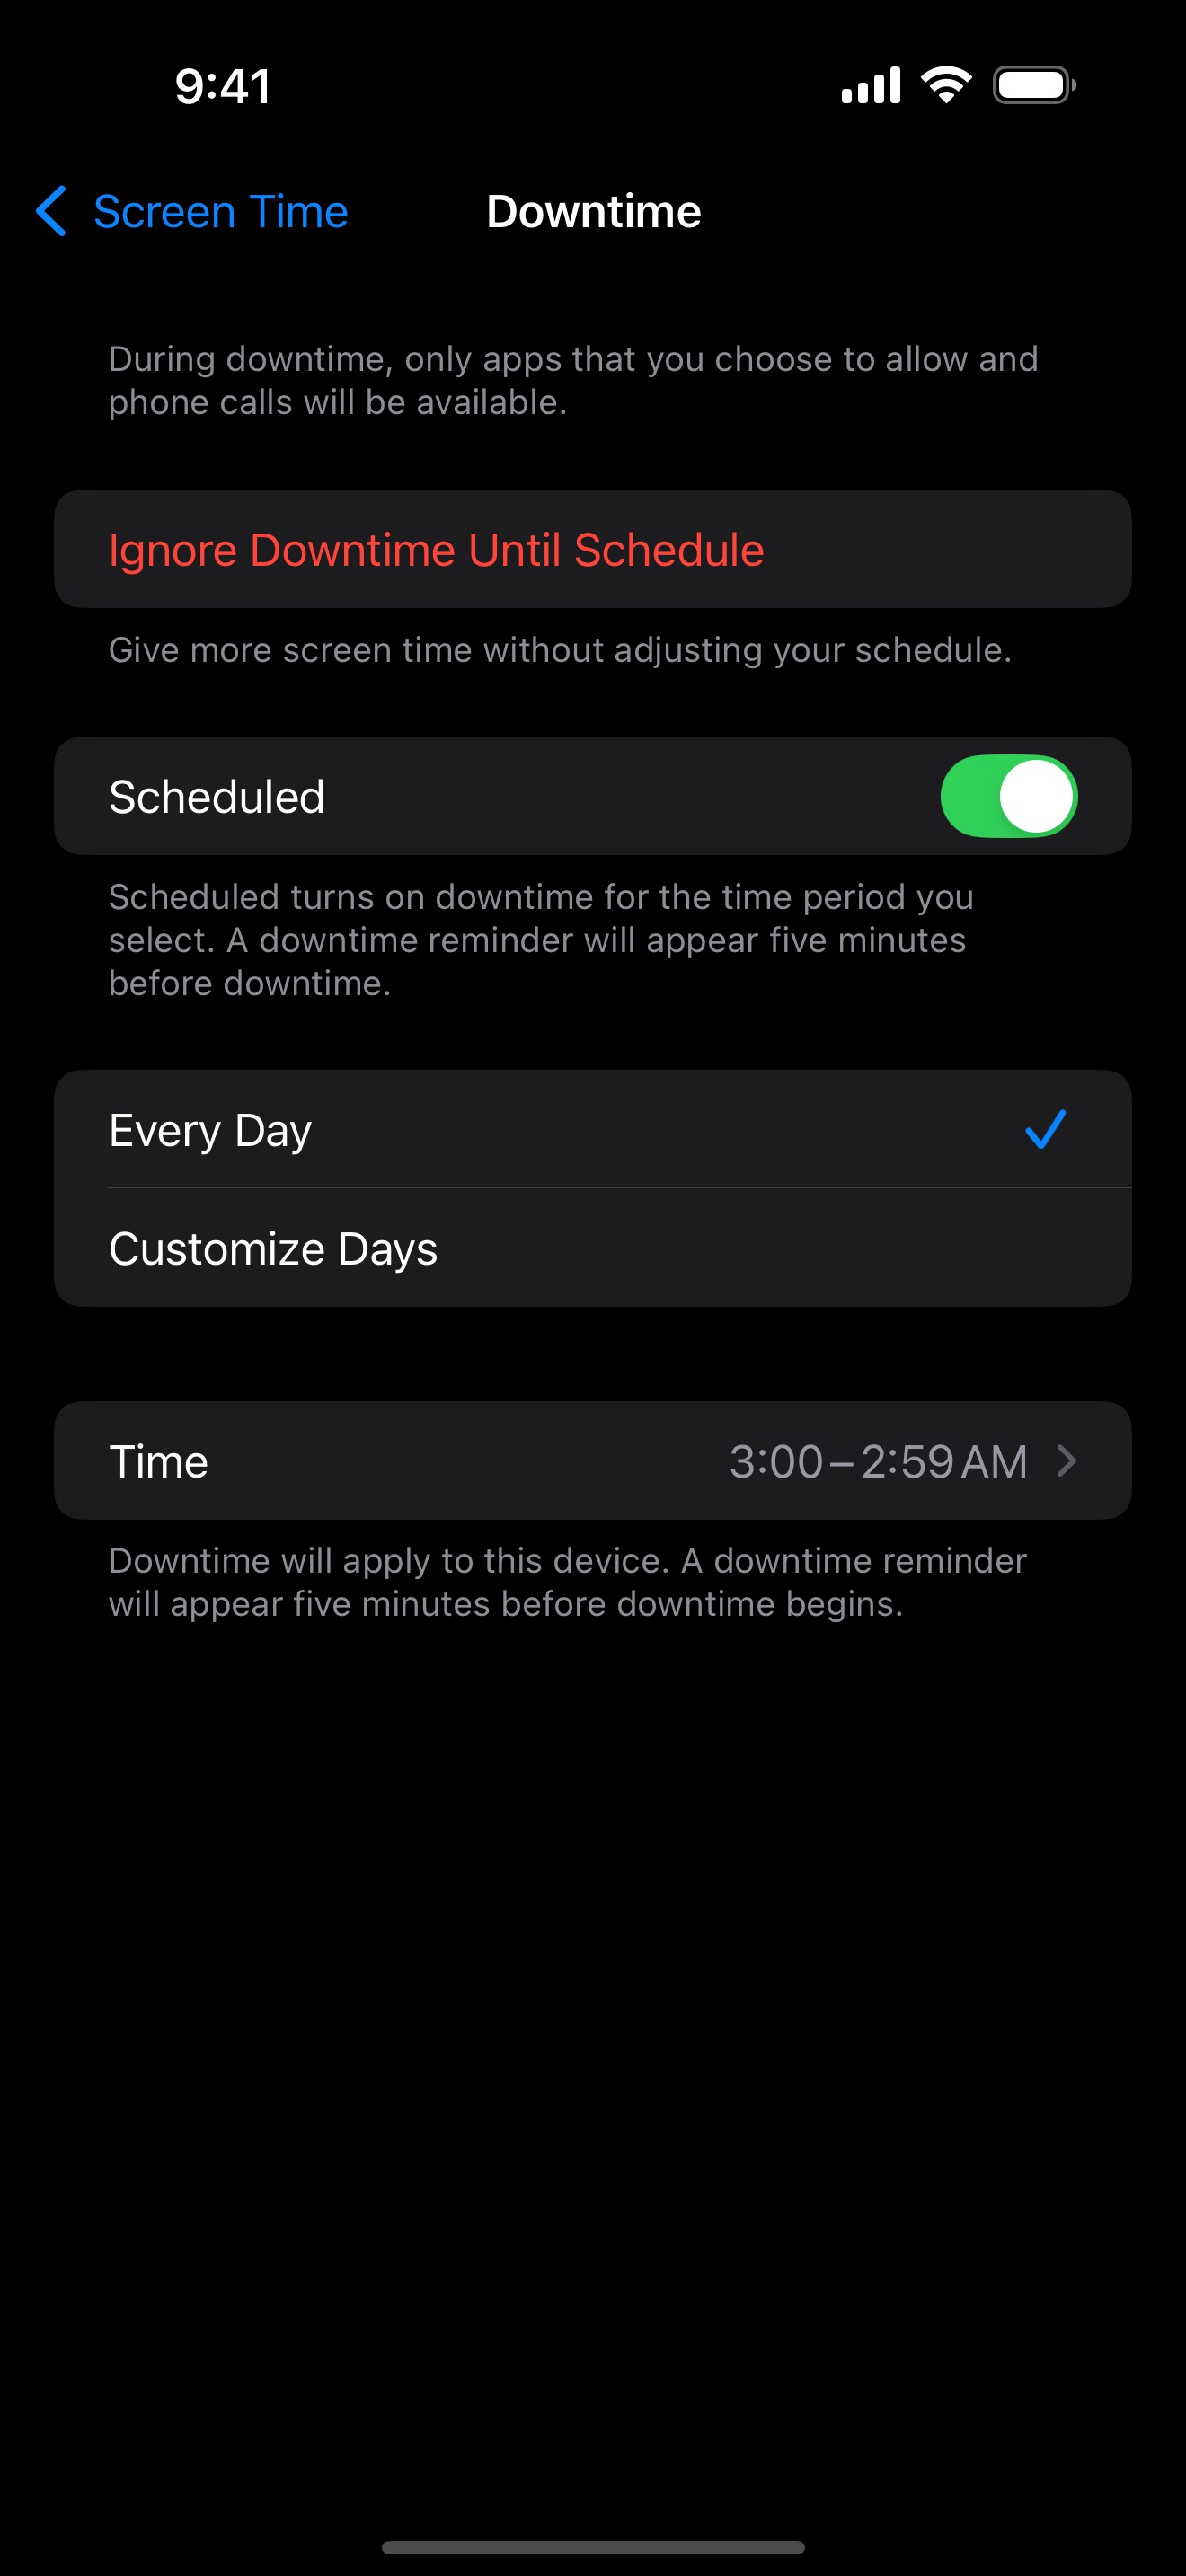 9:41
Screen Time
Downtime
During downtime, only apps that you choose to allow and
phone calls will be available.
Ignore Downtime Until Schedule
Give more screen time without adjusting your schedule.
Scheduled
Scheduled turns on downtime for the time period you
select. A downtime reminder will appear five minutes
before downtime.
Every Day
Customize Days
Time
3:00 – 2:59 AM
Downtime will apply to this device. A downtime reminder
will appear five minutes before downtime begins.